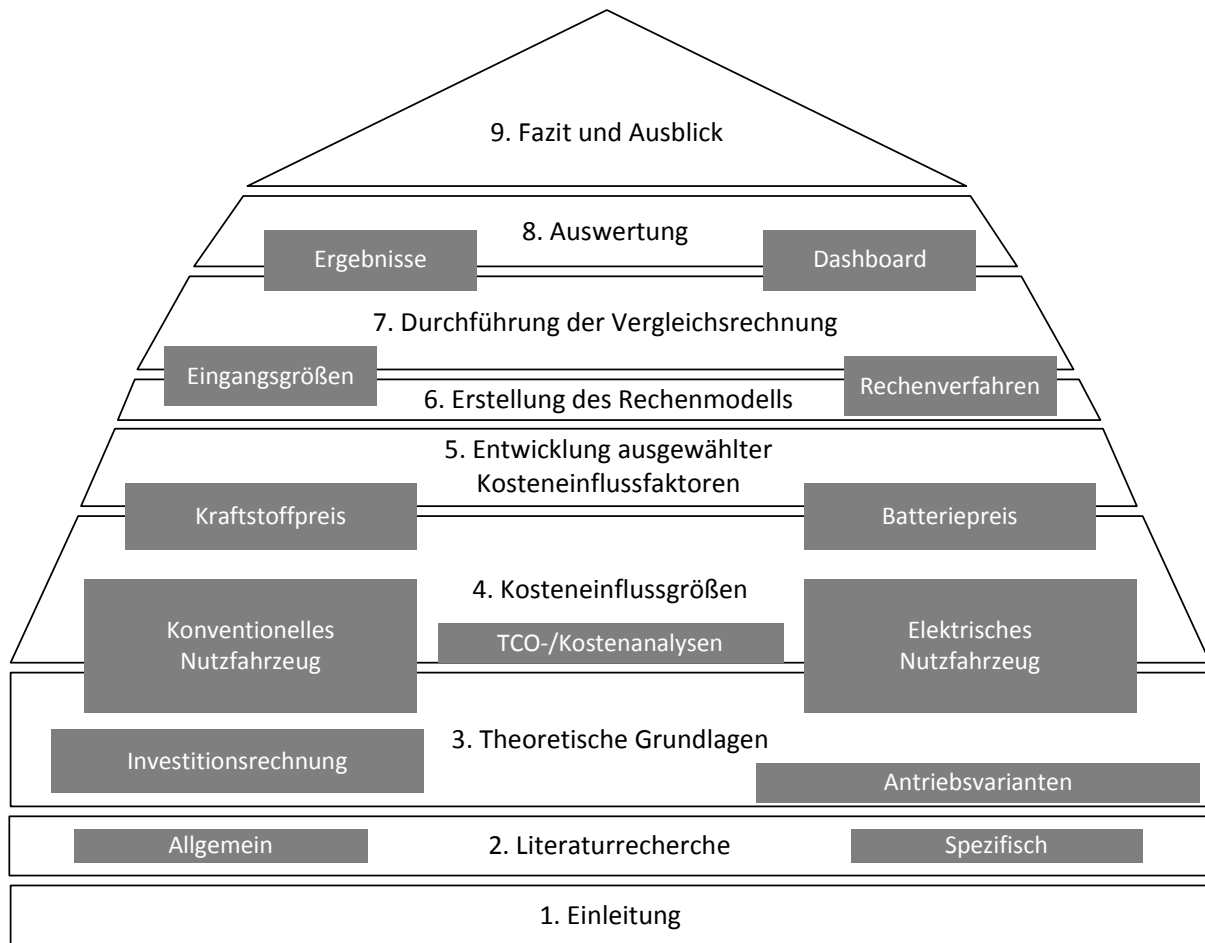 9. Fazit und Ausblick
8. Auswertung
Ergebnisse
Dashboard
7. Durchführung der Vergleichsrechnung
Eingangsgrößen
Rechenverfahren
6. Erstellung des Rechenmodells
5. Entwicklung ausgewählter
Kosteneinflussfaktoren
Kraftstoffpreis
Batteriepreis
4. Kosteneinflussgrößen
Konventionelles
Nutzfahrzeug
TCO-/Kostenanalysen
Elektrisches
Nutzfahrzeug
3. Theoretische Grundlagen
Investitionsrechnung
Antriebsvarianten
Allgemein
2. Literaturrecherche
Spezifisch
1. Einleitung